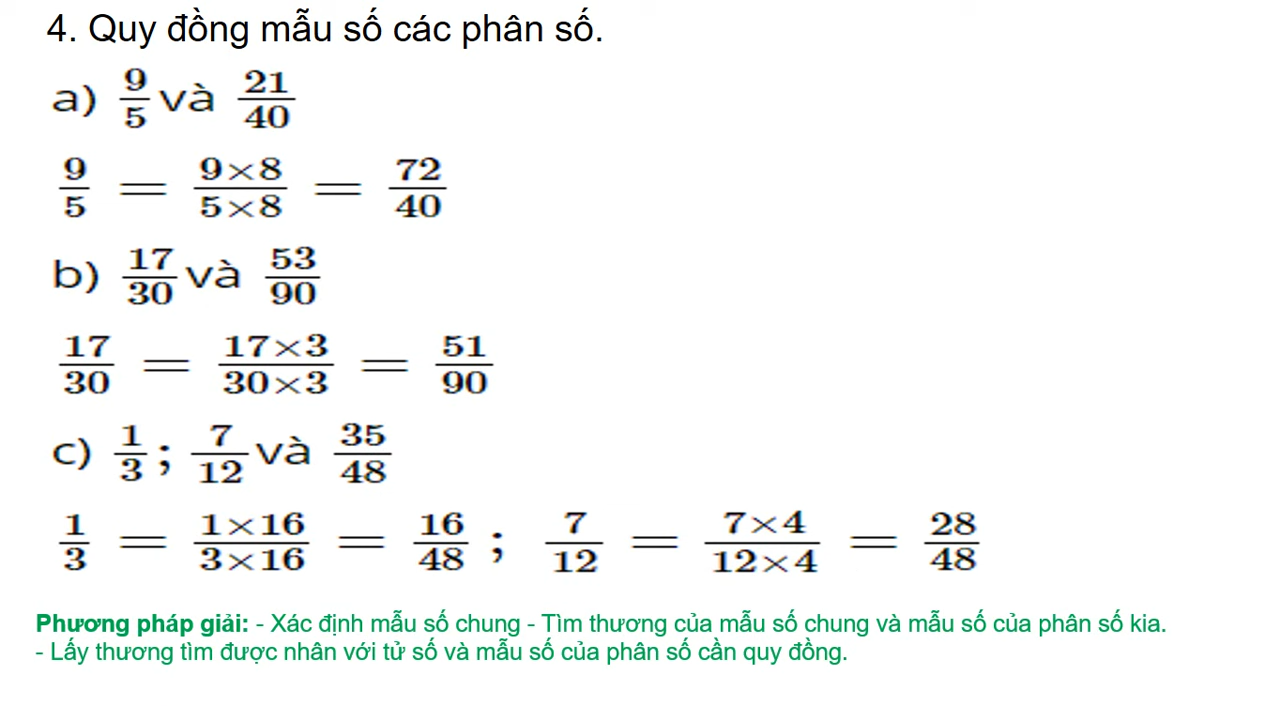 4. Quy đồng mẫu số các phân số.
a) 9/5 và 21/40
9/5 = 9×8/5×8 = 72/40
b) 17/30 và 53/90
17/30 = 17×3/30×3 = 51/90
c) 1/3 ; 7/12 và 35/48
1/3 = 1×16/3×16 = 16/48 ; 7/12 = 7×4/12×4 = 28/48
Phương pháp giải: - Xác định mẫu số chung - Tìm thương của mẫu số chung và mẫu số của phân số kia.
- Lấy thương tìm được nhân với tử số và mẫu số của phân số cần quy đồng.